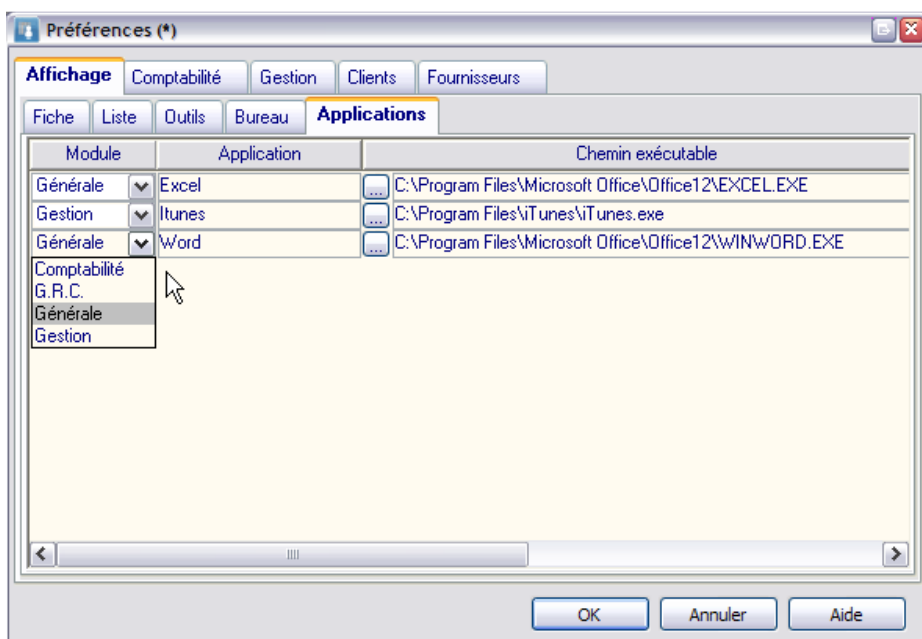 Préférences (*)
Affichage Comptabilité Gestion Clients Fournisseurs
Fiche Liste Outils Bureau Applications
Module Application Chemin exécutable
Générale Excel ... C:\Program Files\Microsoft Office\Office12\EXCEL.EXE
Gestion Itunes ... C:\Program Files\iTunes\iTunes.exe
Générale Word ... C:\Program Files\Microsoft Office\Office12\WINWORD.EXE
Comptabilité
G.R.C.
Générale
Gestion
OK Annuler Aide